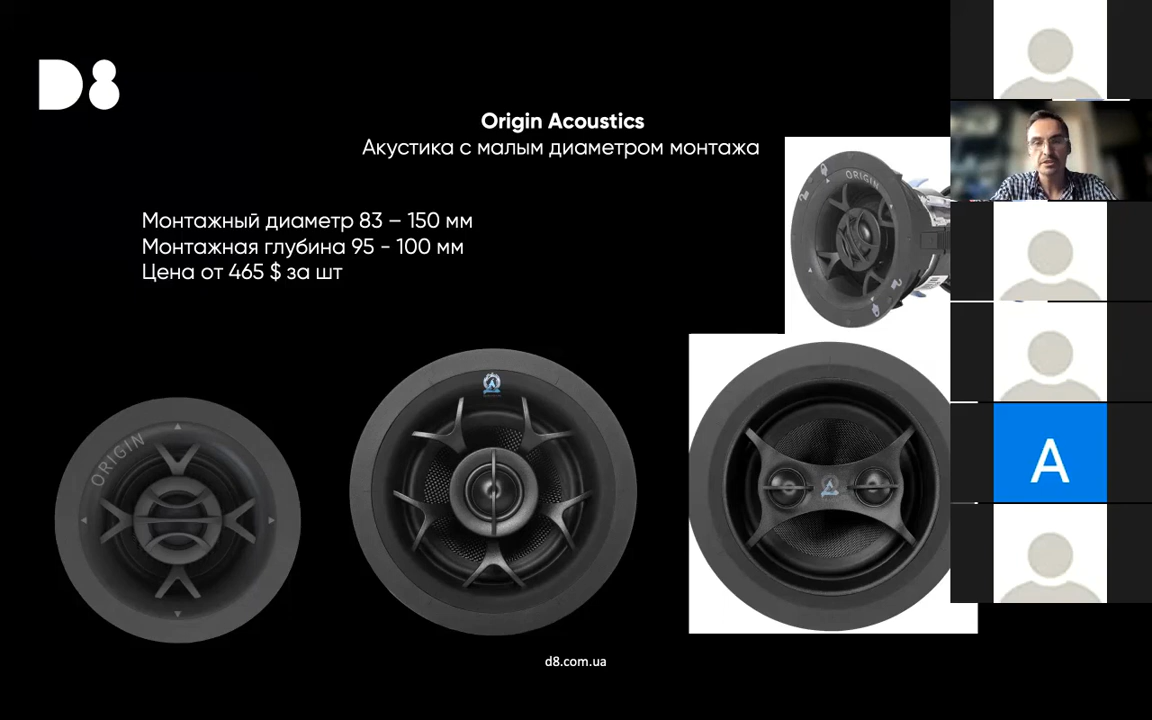 D8
Origin Acoustics
Акустика с малым диаметром монтажа
Монтажный диаметр 83 – 150 мм
Монтажная глубина 95 - 100 мм
Цена от 465 $ за шт
ORIGIN
ORIGIN
A
d8.com.ua